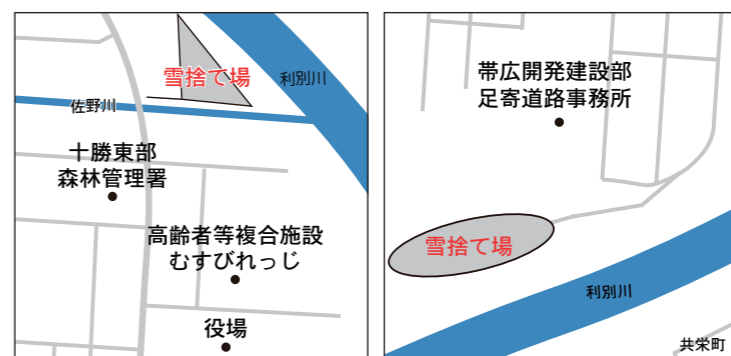 雪捨て場
利別川
佐野川
十勝東部
森林管理署
高齢者等複合施設
むすびれっじ
役場
帯広開発建設部
足寄道路事務所
雪捨て場
利別川
共栄町